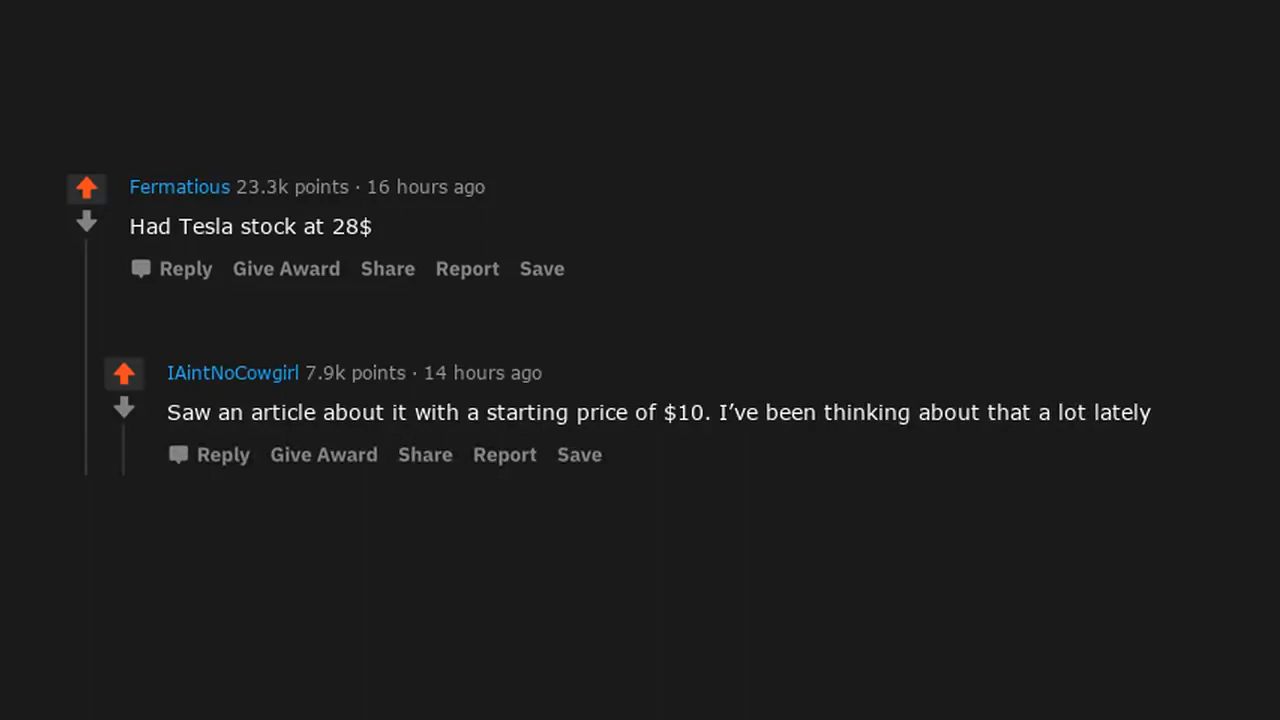 Fermatious 23.3k points · 16 hours ago
Had Tesla stock at 28$
Reply Give Award Share Report Save
IAintNoCowgirl 7.9k points · 14 hours ago
Saw an article about it with a starting price of $10. I’ve been thinking about that a lot lately
Reply Give Award Share Report Save